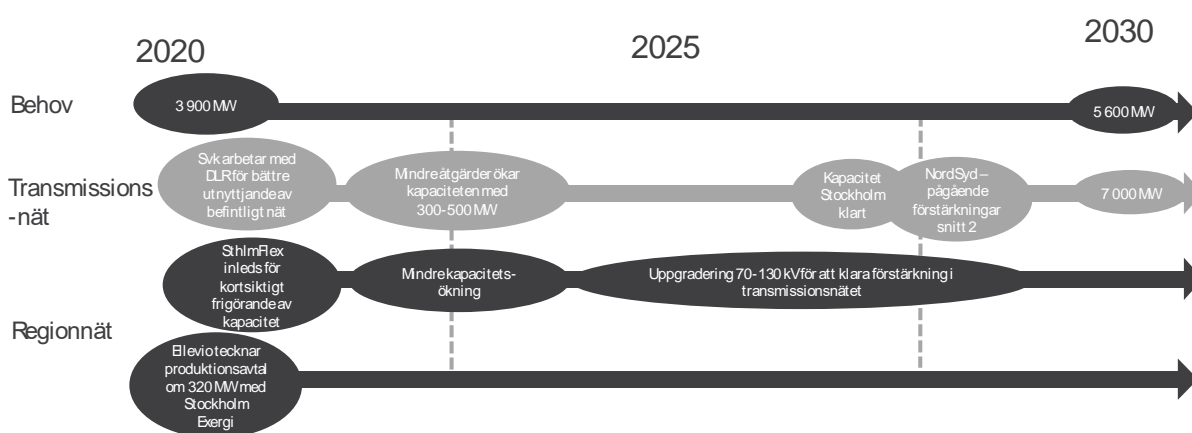 2020
2025
2030
Behov
3 900 MW
5 600 MW
Transmissions
-nät
Svk arbetar med
DLR för bättre
utnyttjande av
befintligt nät
Mindre åtgärder ökar
kapaciteten med
300-500 MW
Kapacitet
Stockholm
klart
NordSyd –
pågående
förstärkningar
snitt 2
7 000 MW
Regionnät
SthlmFlex
inleds för
kortsiktigt
frigörande av
kapacitet
Mindre kapacitets-
ökning
Uppgradering 70-130 kV för att klara förstärkning i
transmissionsnätet
Ellevio tecknar
produktionsavtal
om 320 MW med
Stockholm
Exergi